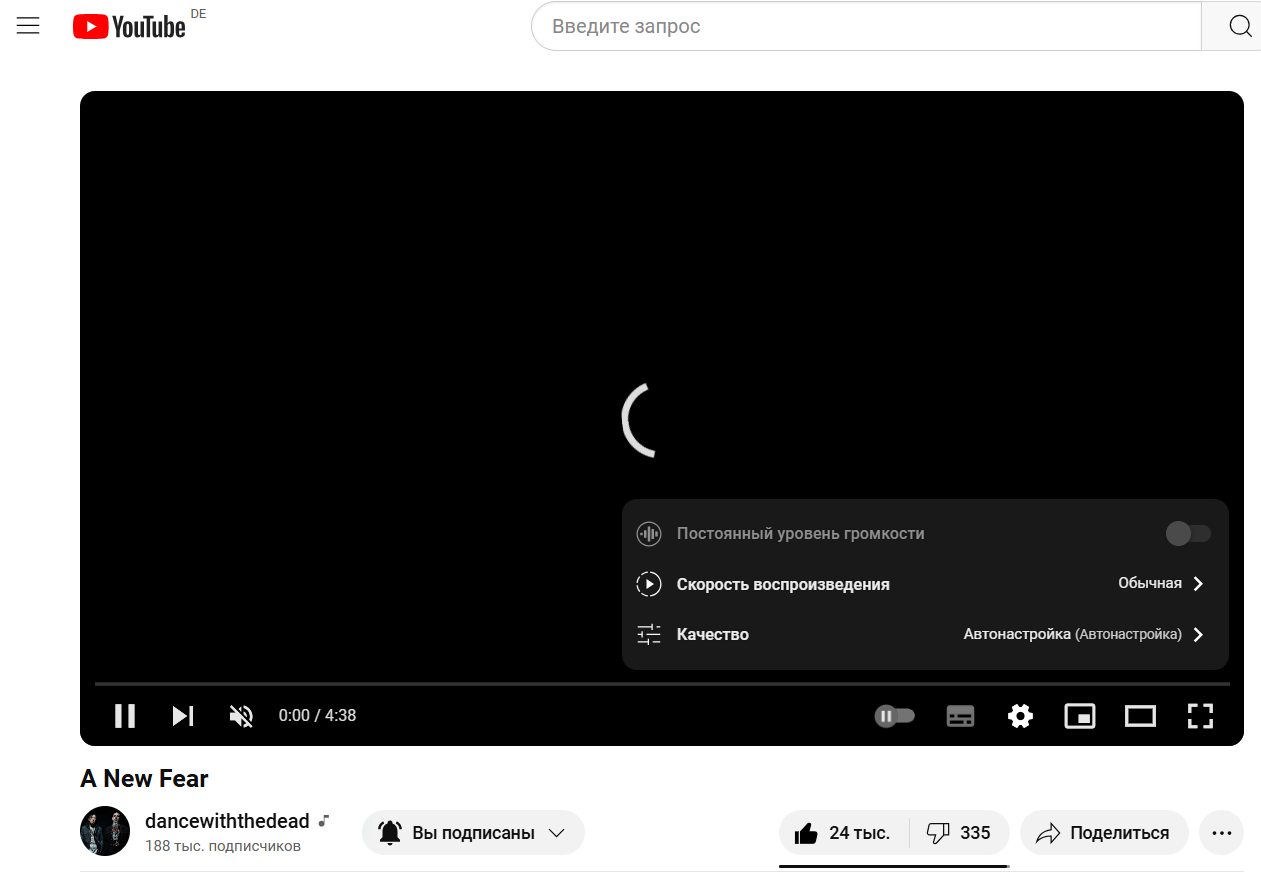 YouTube DE
Введите запрос
Постоянный уровень громкости
Скорость воспроизведения Обычная
Качество Автонастройка (Автонастройка)
0:00 / 4:38
A New Fear
dancewiththedead
188 тыс. подписчиков
Вы подписаны
24 тыс. 335 Поделиться